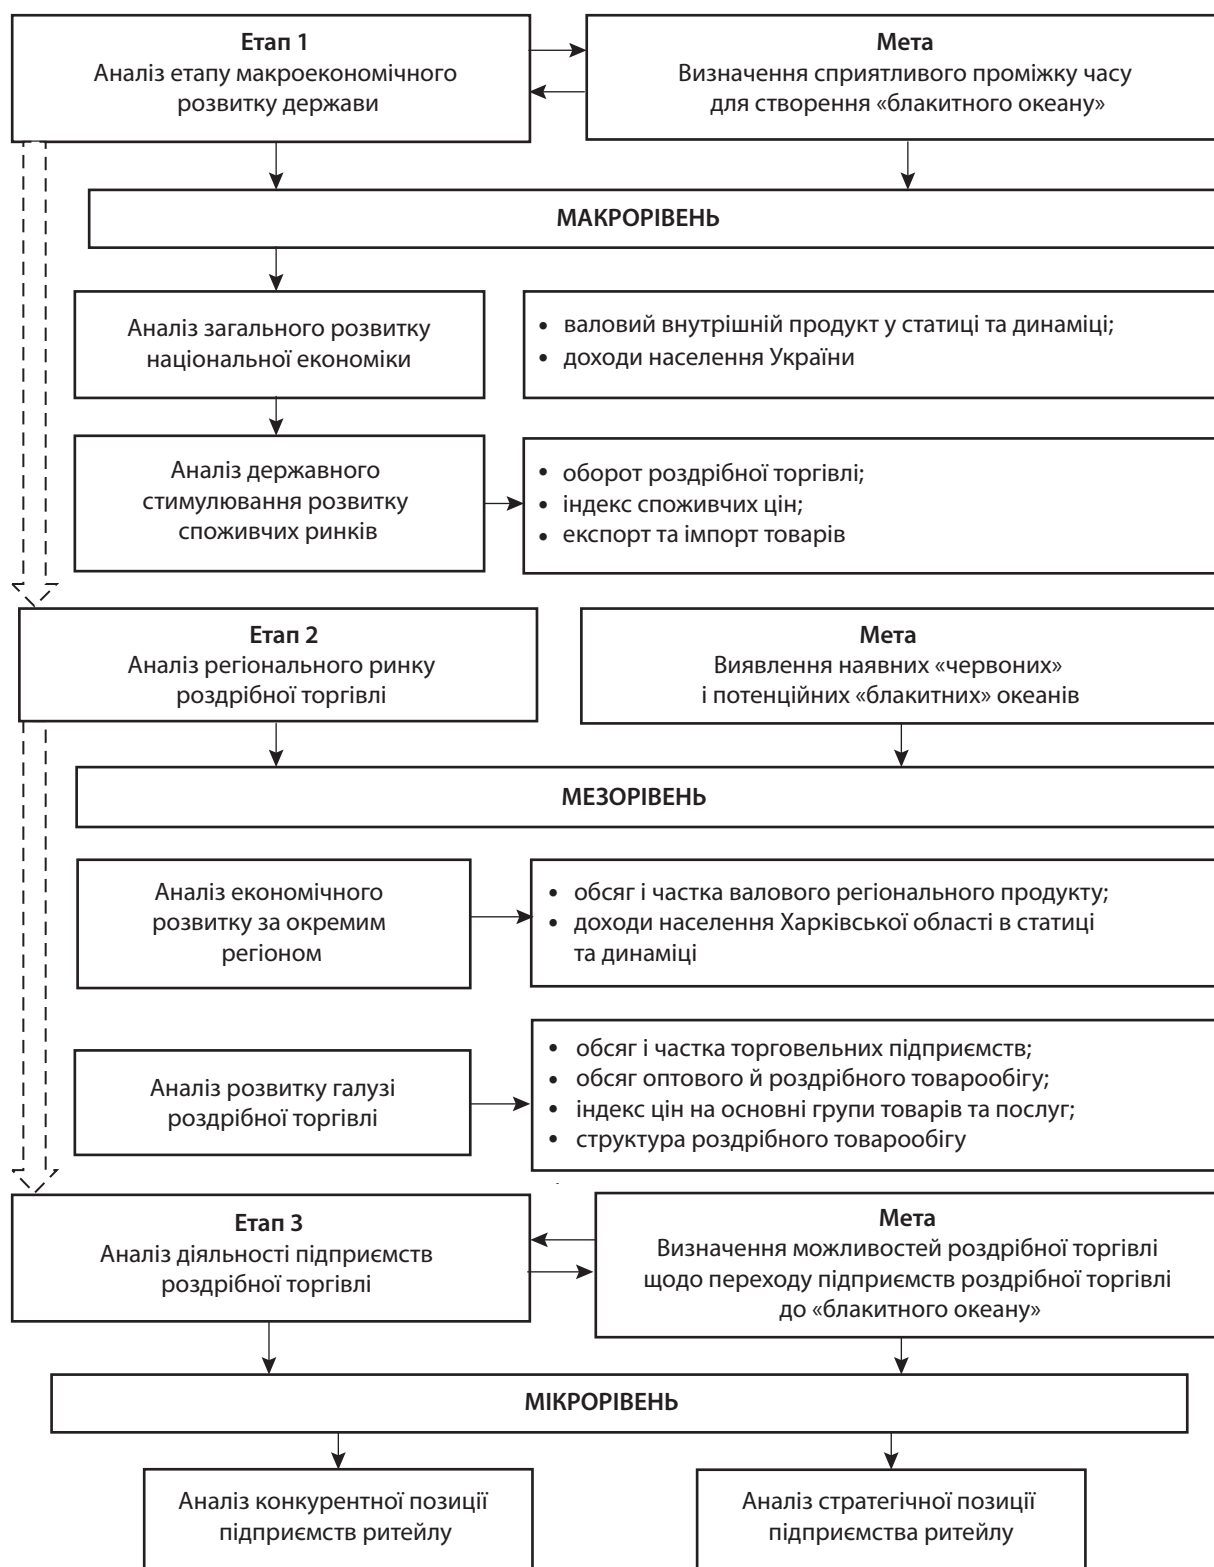 Етап 1
Аналіз етапу макроекономічного
розвитку держави
Мета
Визначення сприятливого проміжку часу
для створення «блакитного океану»
МАКРОРІВЕНЬ
Аналіз загального розвитку
національної економіки
• валовий внутрішній продукт у статиці та динаміці;
• доходи населення України
Аналіз державного
стимулювання розвитку
споживчих ринків
• оборот роздрібної торгівлі;
• індекс споживчих цін;
• експорт та імпорт товарів
Етап 2
Аналіз регіонального ринку
роздрібної торгівлі
Мета
Виявлення наявних «червоних»
і потенційних «блакитних» океанів
МЕЗОРІВЕНЬ
Аналіз економічного
розвитку за окремим
регіоном
• обсяг і частка валового регіонального продукту;
• доходи населення Харківської області в статиці
та динаміці
Аналіз розвитку галузі
роздрібної торгівлі
• обсяг і частка торговельних підприємств;
• обсяг оптового й роздрібного товарообігу;
• індекс цін на основні групи товарів та послуг;
• структура роздрібного товарообігу
Етап 3
Аналіз діяльності підприємств
роздрібної торгівлі
Мета
Визначення можливостей роздрібної торгівлі
щодо переходу підприємств роздрібної торгівлі
до «блакитного океану»
МІКРОРІВЕНЬ
Аналіз конкурентної позиції
підприємств ритейлу
Аналіз стратегічної позиції
підприємства ритейлу